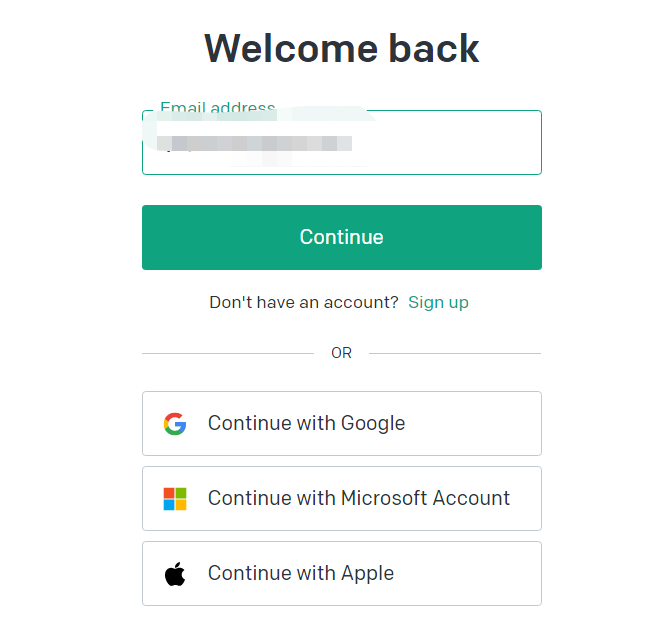 Welcome back
Email address
Continue
Don't have an account? Sign up
OR
Continue with Google
Continue with Microsoft Account
Continue with Apple